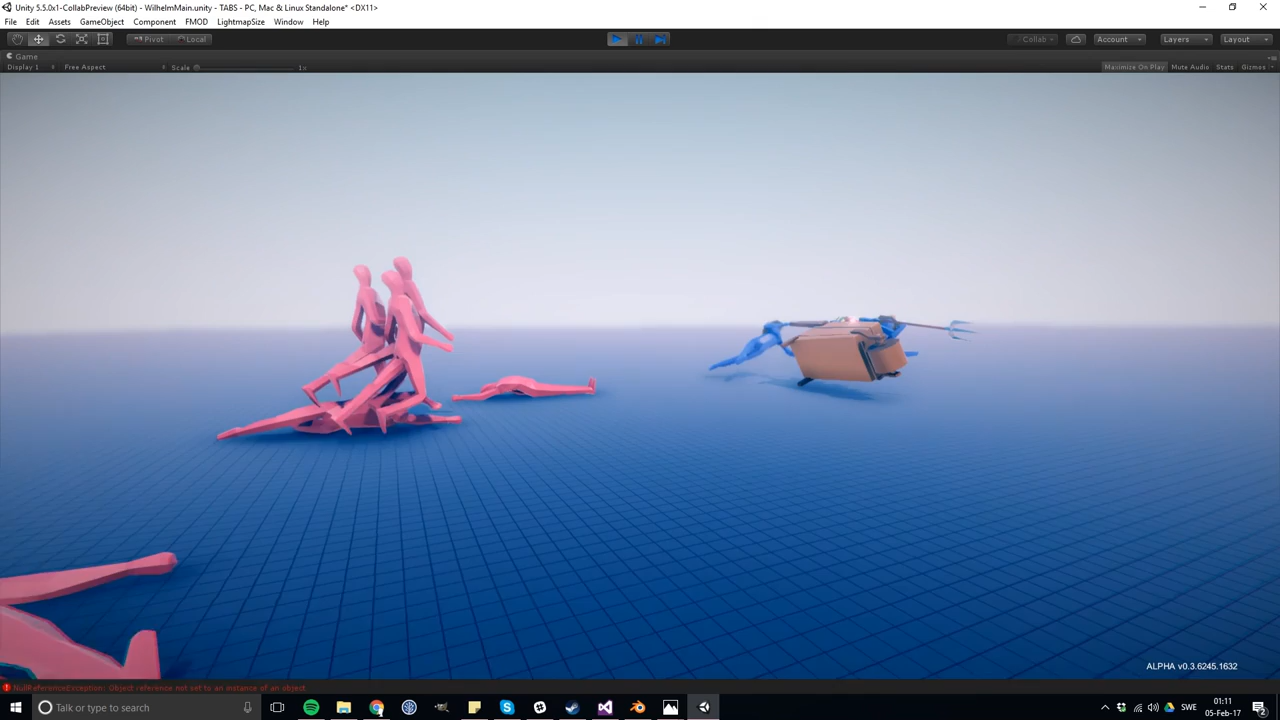 Unity 5.5.0x1-CollabPreview (64bit) - WilhelmMain.unity - TABS - PC, Mac & Linux Standalone* <DX11>
File Edit Assets GameObject Component FMOD LightmapSize Window Help
Pivot Local Collab Account Layers Layout
Game
Display 1 Free Aspect Scale 1x Maximize On Play Mute Audio Stats Gizmos
ALPHA v0.3.6245.1632
NullReferenceException: Object reference not set to an instance of an object.
Talk or type to search
SWE
01:11
05-Feb-17
2